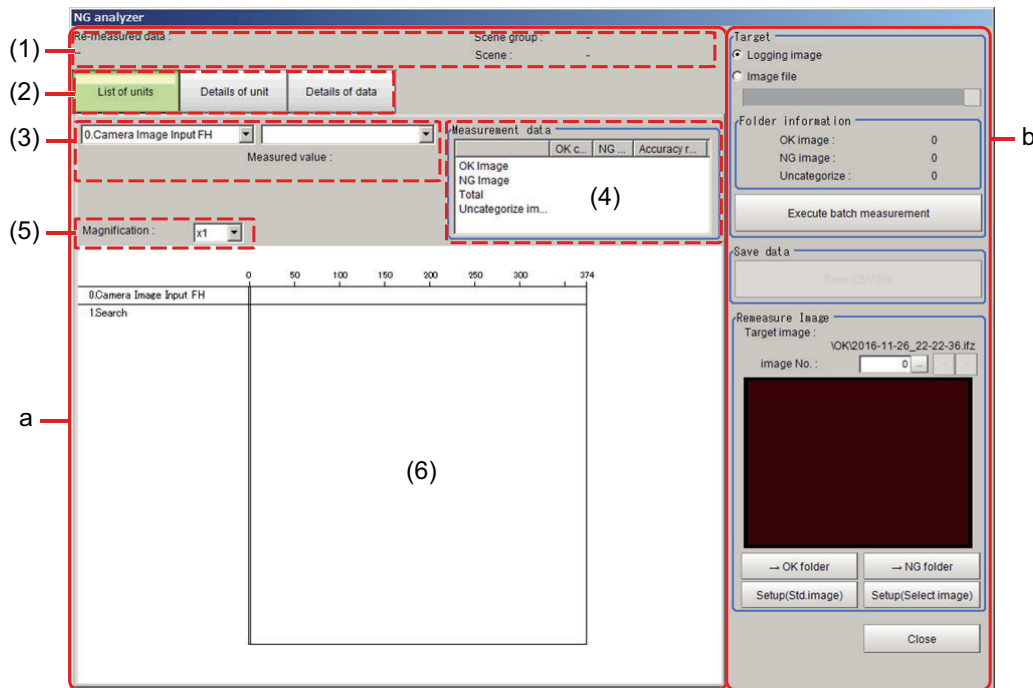 NG analyzer
(1)
Re-measured data :
--
Scene group : -
Scene : -
(2)
List of units
Details of unit
Details of data
(3)
0.Camera Image Input FH
Measured value :
Measurement data
OK c... NG ... Accuracy r...
OK Image
NG Image
Total
Uncategorize im...
(4)
(5)
Magnification : x1
0 50 100 150 200 250 300 374
0.Camera Image Input FH
1.Search
(6)
a
Target
Logging image
Image file
Folder information
OK image : 0
NG image : 0
Uncategorize : 0
Execute batch measurement
Save data
Save CSV file
Remeasure Image
Target image :
\OK\2016-11-26_22-22-36.ifz
image No. : 0 ...
→ OK folder
→ NG folder
Setup(Std.image)
Setup(Select image)
Close
b